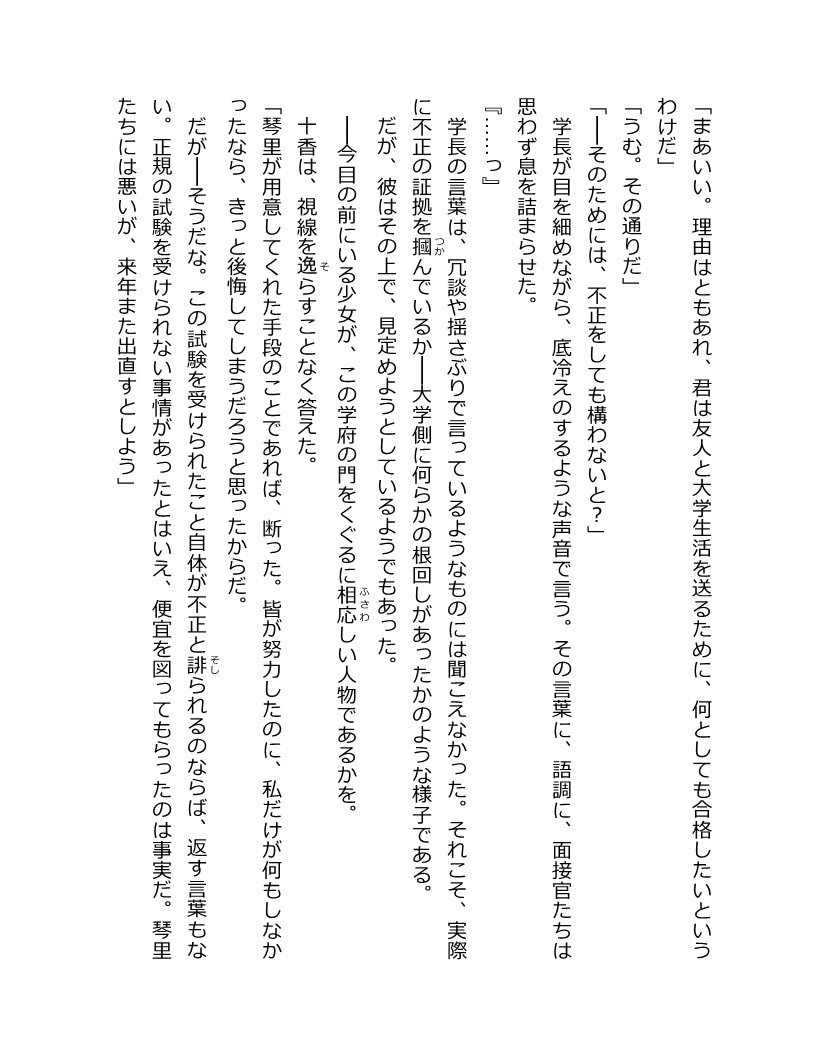 「まあいい。理由はともあれ、君は友人と大学生活を送るために、何としても合格したいという
わけだ」
「うむ。その通りだ」
「――そのためには、不正をしても構わないと？」
　学長が目を細めながら、底冷えのするような声音で言う。その言葉に、語調に、面接官たちは
思わず息を詰まらせた。
『……っ』
　学長の言葉は、冗談や揺さぶりで言っているようなものには聞こえなかった。それこそ、実際
に不正の証拠を摑んでいるか――大学側に何らかの根回しがあったかのような様子である。
　だが、彼はその上で、見定めようとしているようでもあった。
　――今目の前にいる少女が、この学府の門をくぐるに相応しい人物であるかを。
　十香は、視線を逸らすことなく答えた。
「琴里が用意してくれた手段のことであれば、断った。皆が努力したのに、私だけが何もしなか
ったなら、きっと後悔してしまうだろうと思ったからだ。
　だが――そうだな。この試験を受けられたこと自体が不正と誹られるのならば、返す言葉もな
い。正規の試験を受けられない事情があったとはいえ、便宜を図ってもらったのは事実だ。琴里
たちには悪いが、来年また出直すとしよう」